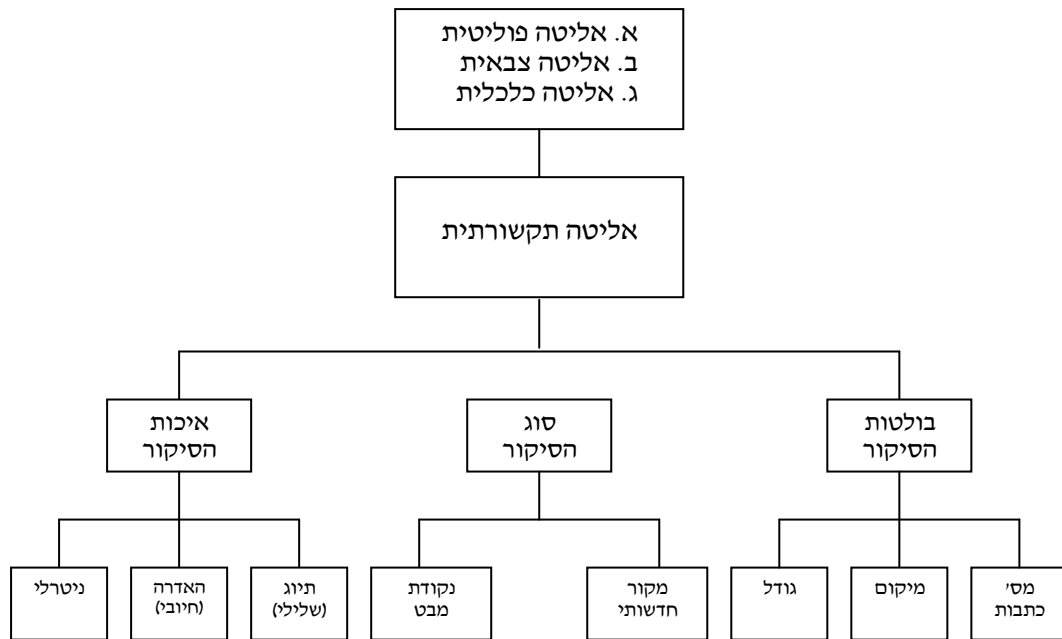 א. אליטה פוליטית
ב. אליטה צבאית
ג. אליטה כלכלית
אליטה תקשורתית
בולטות
הסיקור
סוג
הסיקור
איכות
הסיקור
מס'
כתבות
מיקום
גודל
מקור
חדשותי
נקודת
מבט
תיוג
(שלילי)
האדרה
(חיובי)
ניטרלי